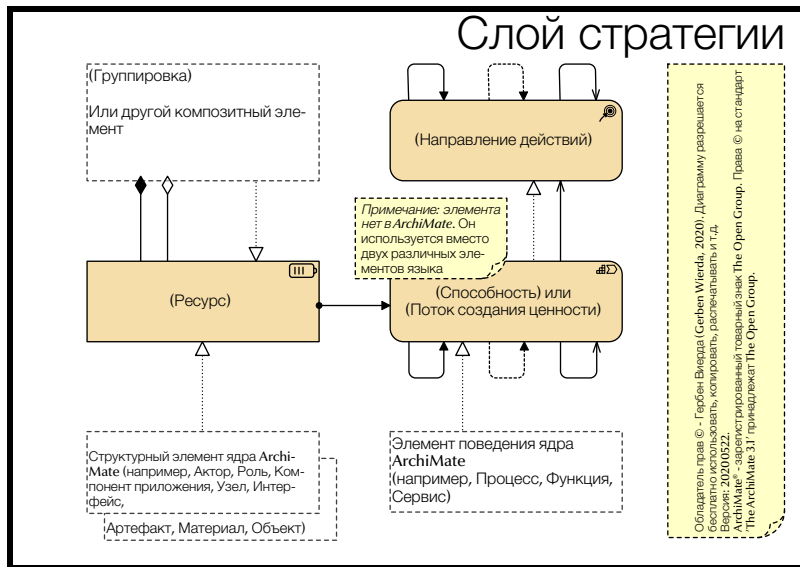 Слой стратегии
(Группировка)
Или другой композитный эле-
мент
(Направление действий)
Примечание: элемента
нет в ArchiMate. Он
используется вместо
двух различных эле-
ментов языка
(Ресурс)
(Способность) или
(Поток создания ценности)
Структурный элемент ядра Archi-
Mate (например, Актор, Роль, Ком-
понент приложения, Узел, Интер-
фейс,
Артефакт, Материал, Объект)
Элемент поведения ядра
ArchiMate
(например, Процесс, Функция,
Сервис)
Обладатель прав © - Гербен Виерда (Gerben Wierda, 2020). Диаграмму разрешается
бесплатно использовать, копировать, распечатывать и т.д.
Версия: 20200522.
ArchiMate® - зарегистрированный товарный знак The Open Group. Права © на стандарт
'The ArchiMate 3.1' принадлежат The Open Group.